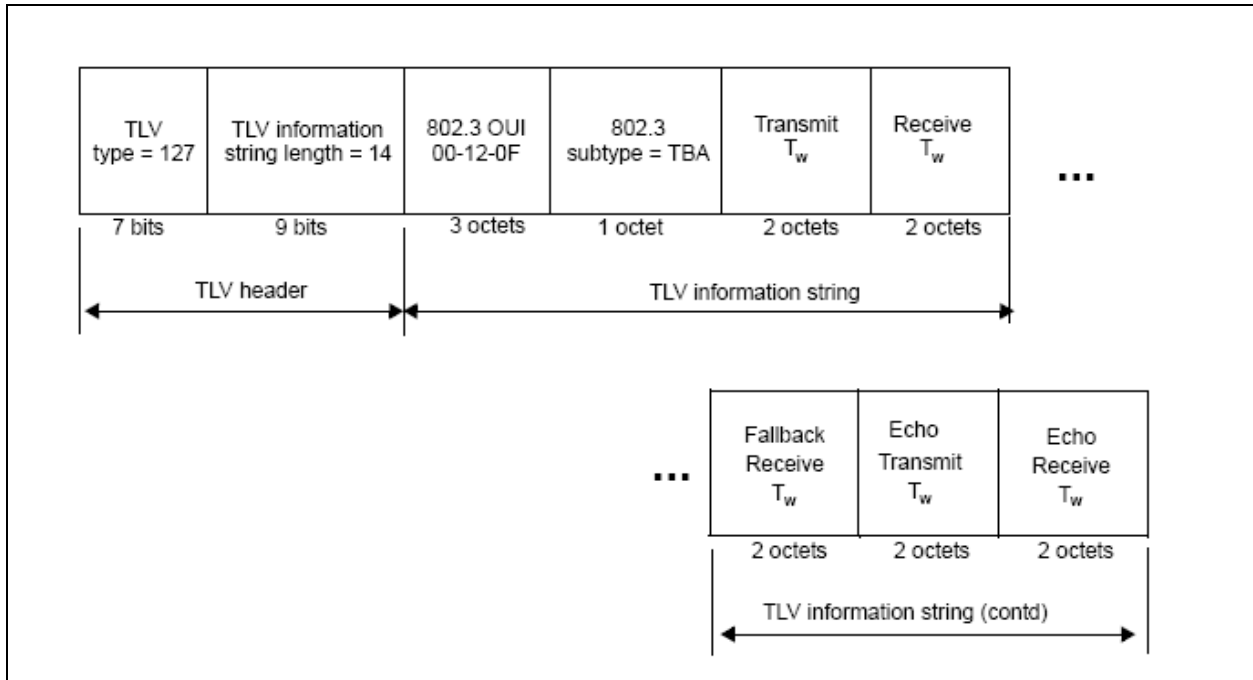 TLV
type = 127
TLV information
string length = 14
802.3 OUI
00-12-0F
802.3
subtype = TBA
Transmit
Tw
Receive
Tw
...
7 bits
9 bits
3 octets
1 octet
2 octets
2 octets
TLV header
TLV information string
...
Fallback
Receive
Tw
Echo
Transmit
Tw
Echo
Receive
Tw
2 octets
2 octets
2 octets
TLV information string (contd)